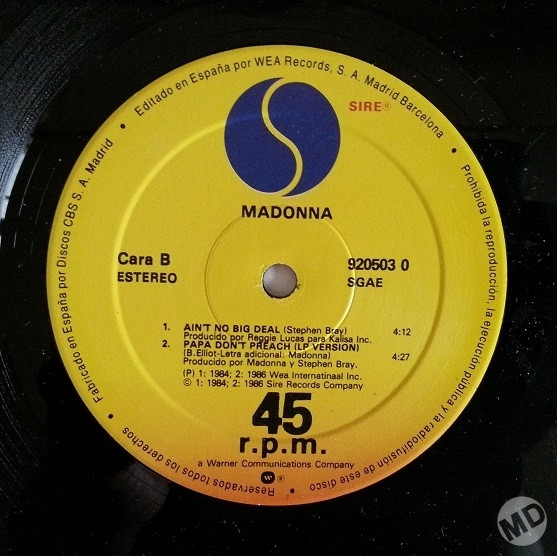 Editado en España por WEA Records, S. A. Madrid Barcelona
SIRE®
MADONNA
Cara B
ESTEREO
920503 0
SGAE
1. AIN'T NO BIG DEAL (Stephen Bray) 4:12
Producido por Reggie Lucas para Kalisa Inc.
2. PAPA DON'T PREACH (LP VERSION)
(B.Elliot-Letra adicional: Madonna) 4:27
Producido por Madonna y Stephen Bray.
(P) 1: 1984; 2: 1986 Wea Internatinaal Inc.
© 1: 1984; 2: 1986 Sire Records Company
45
r.p.m.
a Warner Communications Company
W ®
Prohibida la reproducción, la ejecución pública y la radiodifusión de este disco
Reservados todos los derechos
Fabricado en España por Discos CBS S. A. Madrid
MD